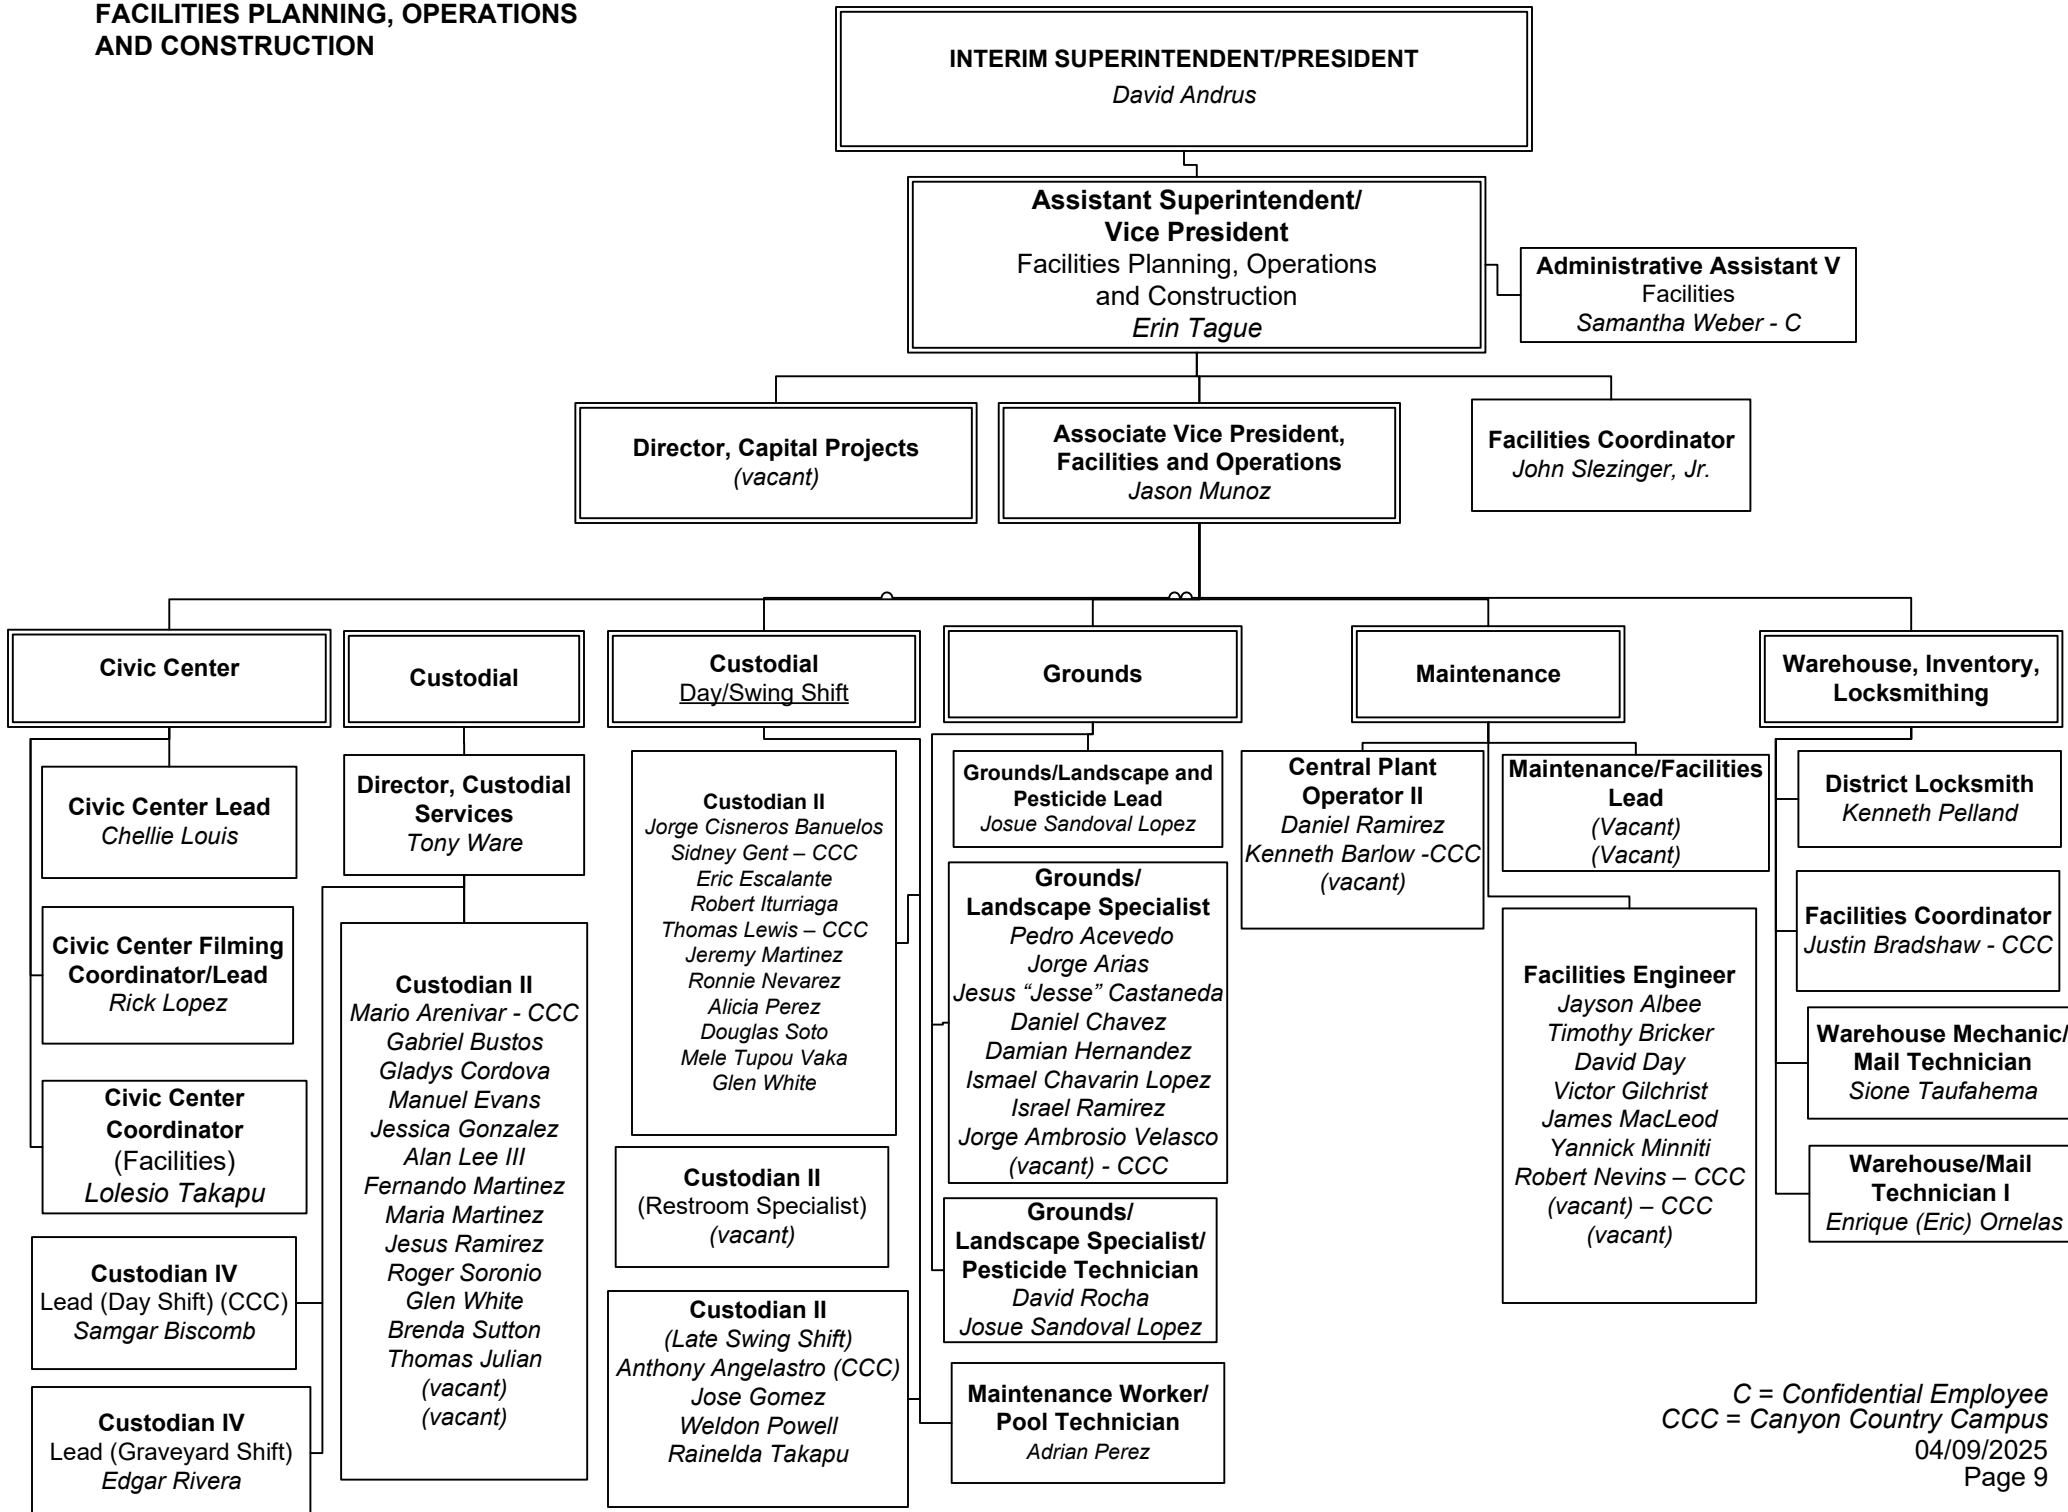 FACILITIES PLANNING, OPERATIONS
AND CONSTRUCTION
INTERIM SUPERINTENDENT/PRESIDENT
David Andrus
Assistant Superintendent/
Vice President
Facilities Planning, Operations
and Construction
Erin Tague
Administrative Assistant V
Facilities
Samantha Weber - C
Director, Capital Projects
(vacant)
Associate Vice President,
Facilities and Operations
Jason Munoz
Facilities Coordinator
John Slezinger, Jr.
Civic Center
Custodial
Custodial
Day/Swing Shift
Grounds
Maintenance
Warehouse, Inventory,
Locksmithing
Civic Center Lead
Chellie Louis
Civic Center Filming
Coordinator/Lead
Rick Lopez
Civic Center
Coordinator
(Facilities)
Lolesio Takapu
Custodian IV
Lead (Day Shift) (CCC)
Samgar Biscomb
Custodian IV
Lead (Graveyard Shift)
Edgar Rivera
Director, Custodial
Services
Tony Ware
Custodian II
Mario Arenivar - CCC
Gabriel Bustos
Gladys Cordova
Manuel Evans
Jessica Gonzalez
Alan Lee III
Fernando Martinez
Maria Martinez
Jesus Ramirez
Roger Soronio
Glen White
Brenda Sutton
Thomas Julian
(vacant)
(vacant)
Custodian II
Jorge Cisneros Banuelos
Sidney Gent – CCC
Eric Escalante
Robert Iturriaga
Thomas Lewis – CCC
Jeremy Martinez
Ronnie Nevarez
Alicia Perez
Douglas Soto
Mele Tupou Vaka
Glen White
Custodian II
(Restroom Specialist)
(vacant)
Custodian II
(Late Swing Shift)
Anthony Angelastro (CCC)
Jose Gomez
Weldon Powell
Rainelda Takapu
Grounds/Landscape and
Pesticide Lead
Josue Sandoval Lopez
Grounds/
Landscape Specialist
Pedro Acevedo
Jorge Arias
Jesus “Jesse” Castaneda
Daniel Chavez
Damian Hernandez
Ismael Chavarin Lopez
Israel Ramirez
Jorge Ambrosio Velasco
(vacant) - CCC
Grounds/
Landscape Specialist/
Pesticide Technician
David Rocha
Josue Sandoval Lopez
Maintenance Worker/
Pool Technician
Adrian Perez
Central Plant
Operator II
Daniel Ramirez
Kenneth Barlow -CCC
(vacant)
Maintenance/Facilities
Lead
(Vacant)
(Vacant)
Facilities Engineer
Jayson Albee
Timothy Bricker
David Day
Victor Gilchrist
James MacLeod
Yannick Minniti
Robert Nevins – CCC
(vacant) – CCC
(vacant)
District Locksmith
Kenneth Pelland
Facilities Coordinator
Justin Bradshaw - CCC
Warehouse Mechanic/
Mail Technician
Sione Taufahema
Warehouse/Mail
Technician I
Enrique (Eric) Ornelas
C = Confidential Employee
CCC = Canyon Country Campus
04/09/2025
Page 9